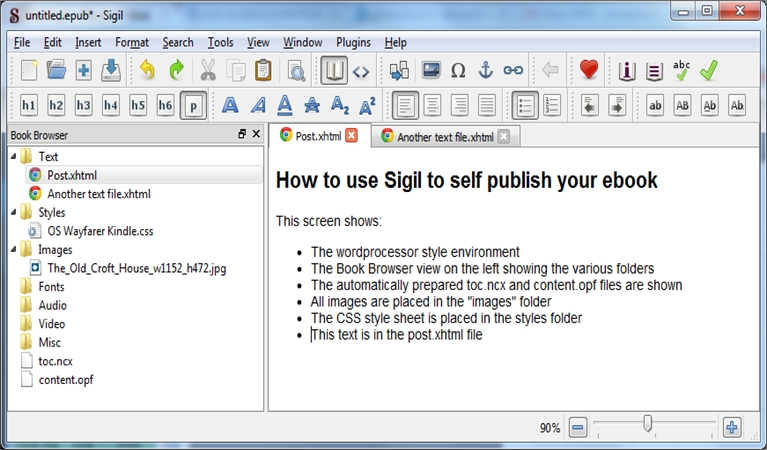 untitled.epub* - Sigil
File Edit Insert Format Search Tools View Window Plugins Help
abc
h1 h2 h3 h4 h5 h6 p A A A A A2 A2 ab AB Ab Ab.
Book Browser
Text
Post.xhtml
Another text file.xhtml
Styles
OS Wayfarer Kindle.css
Images
The_Old_Croft_House_w1152_h472.jpg
Fonts
Audio
Video
Misc
toc.ncx
content.opf
Post.xhtml Another text file.xhtml
How to use Sigil to self publish your ebook
This screen shows:
The wordprocessor style environment
The Book Browser view on the left showing the various folders
The automatically prepared toc.ncx and content.opf files are shown
All images are placed in the "images" folder
The CSS style sheet is placed in the styles folder
This text is in the post.xhtml file
90%